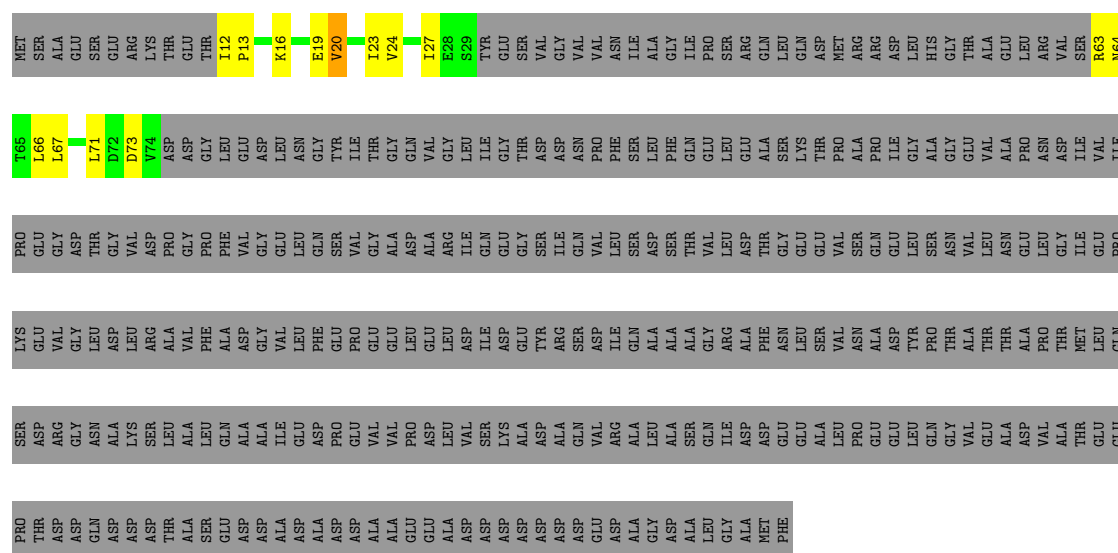 MET SER ALA GLU SER GLU ARG LYS THR GLU THR I12 P13 K16 E19 V20 I23 V24 I27 E28 S29 TYR GLU SER VAL GLY VAL VAL ASN ILE ALA GLY ILE PRO SER ARG GLN LEU GLN ASP MET ARG ARG ASP LEU HIS GLY THR ALA GLU LEU ARG VAL SER R63 N64
T65 L66 L67 L71 D72 D73 V74 ASP ASP GLY LEU GLU ASP LEU ASN GLY TYR ILE THR GLY GLN VAL GLY LEU ILE GLY THR ASP ASP ASN PRO PHE SER LEU PHE GLN GLU LEU GLU ALA SER LYS THR PRO ALA PRO ILE GLY ALA GLY GLU VAL ALA PRO ASN ASP ILE VAL ILE
PRO GLU GLY ASP THR GLY VAL ASP PRO GLY PRO PHE VAL GLY GLU LEU GLN SER VAL GLY ALA ASP ALA ARG ILE GLN GLU GLY SER ILE GLN VAL LEU SER ASP SER THR VAL LEU ASP THR GLY GLU GLU VAL SER GLN GLU LEU SER ASN VAL LEU ASN GLU LEU GLY ILE GLU PRO
LYS GLU VAL GLY LEU ASP LEU ARG ALA VAL PHE ALA ASP GLY VAL LEU PHE GLU PRO GLU GLU LEU GLU LEU ASP ILE ASP GLU TYR ARG SER ASP ILE GLN ALA ALA ALA GLY ARG ALA PHE ASN LEU SER VAL ASN ALA ASP TYR PRO THR ALA THR THR ALA PRO THR MET LEU GLN
SER ASP ARG GLY ASN ALA LYS SER LEU ALA LEU GLN ALA ALA ILE GLU ASP PRO GLU VAL VAL PRO ASP LEU VAL SER LYS ALA ASP ALA GLN VAL ARG ALA LEU ALA SER GLN ILE ASP ASP GLU GLU ALA LEU PRO GLU GLU LEU GLN GLY VAL GLU ALA ASP VAL ALA THR GLU GLU
PRO THR ASP ASP GLN ASP ASP ASP THR ALA SER GLU ASP ASP ALA ASP ALA ASP ASP ALA ALA GLU GLU ALA ASP ASP ASP ASP ASP ASP ASP GLU ASP ALA GLY ASP ALA LEU GLY ALA MET PHE